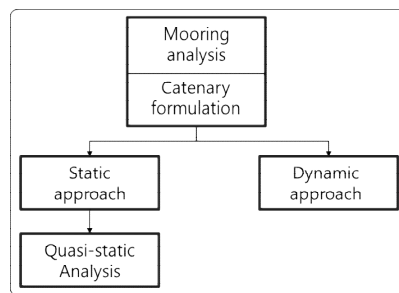 Mooring
analysis
Catenary
formulation
Static
approach
Dynamic
approach
Quasi-static
Analysis